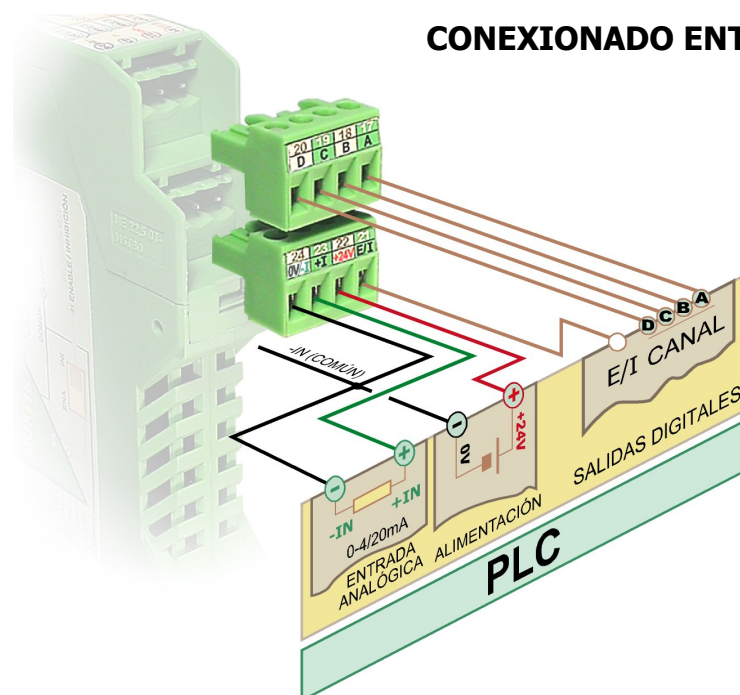 CONEXIONADO ENT
20 19 18 17
D C B A
24 23 22 21
0V/-I +I +24V E/I
-IN (COMÚN)
D C B A
E/I CANAL
+24V
0V
-IN +IN
0-4/20mA
ENTRADA
ANALÓGICA
ALIMENTACIÓN
SALIDAS DIGITALES
PLC